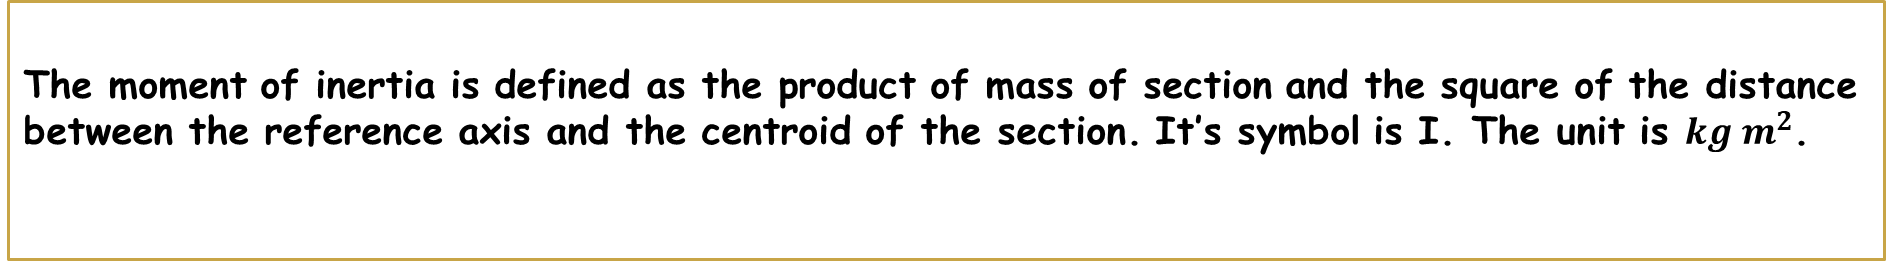 The moment of inertia is defined as the product of mass of section and the square of the distance
between the reference axis and the centroid of the section. It's symbol is I. The unit is kg m².